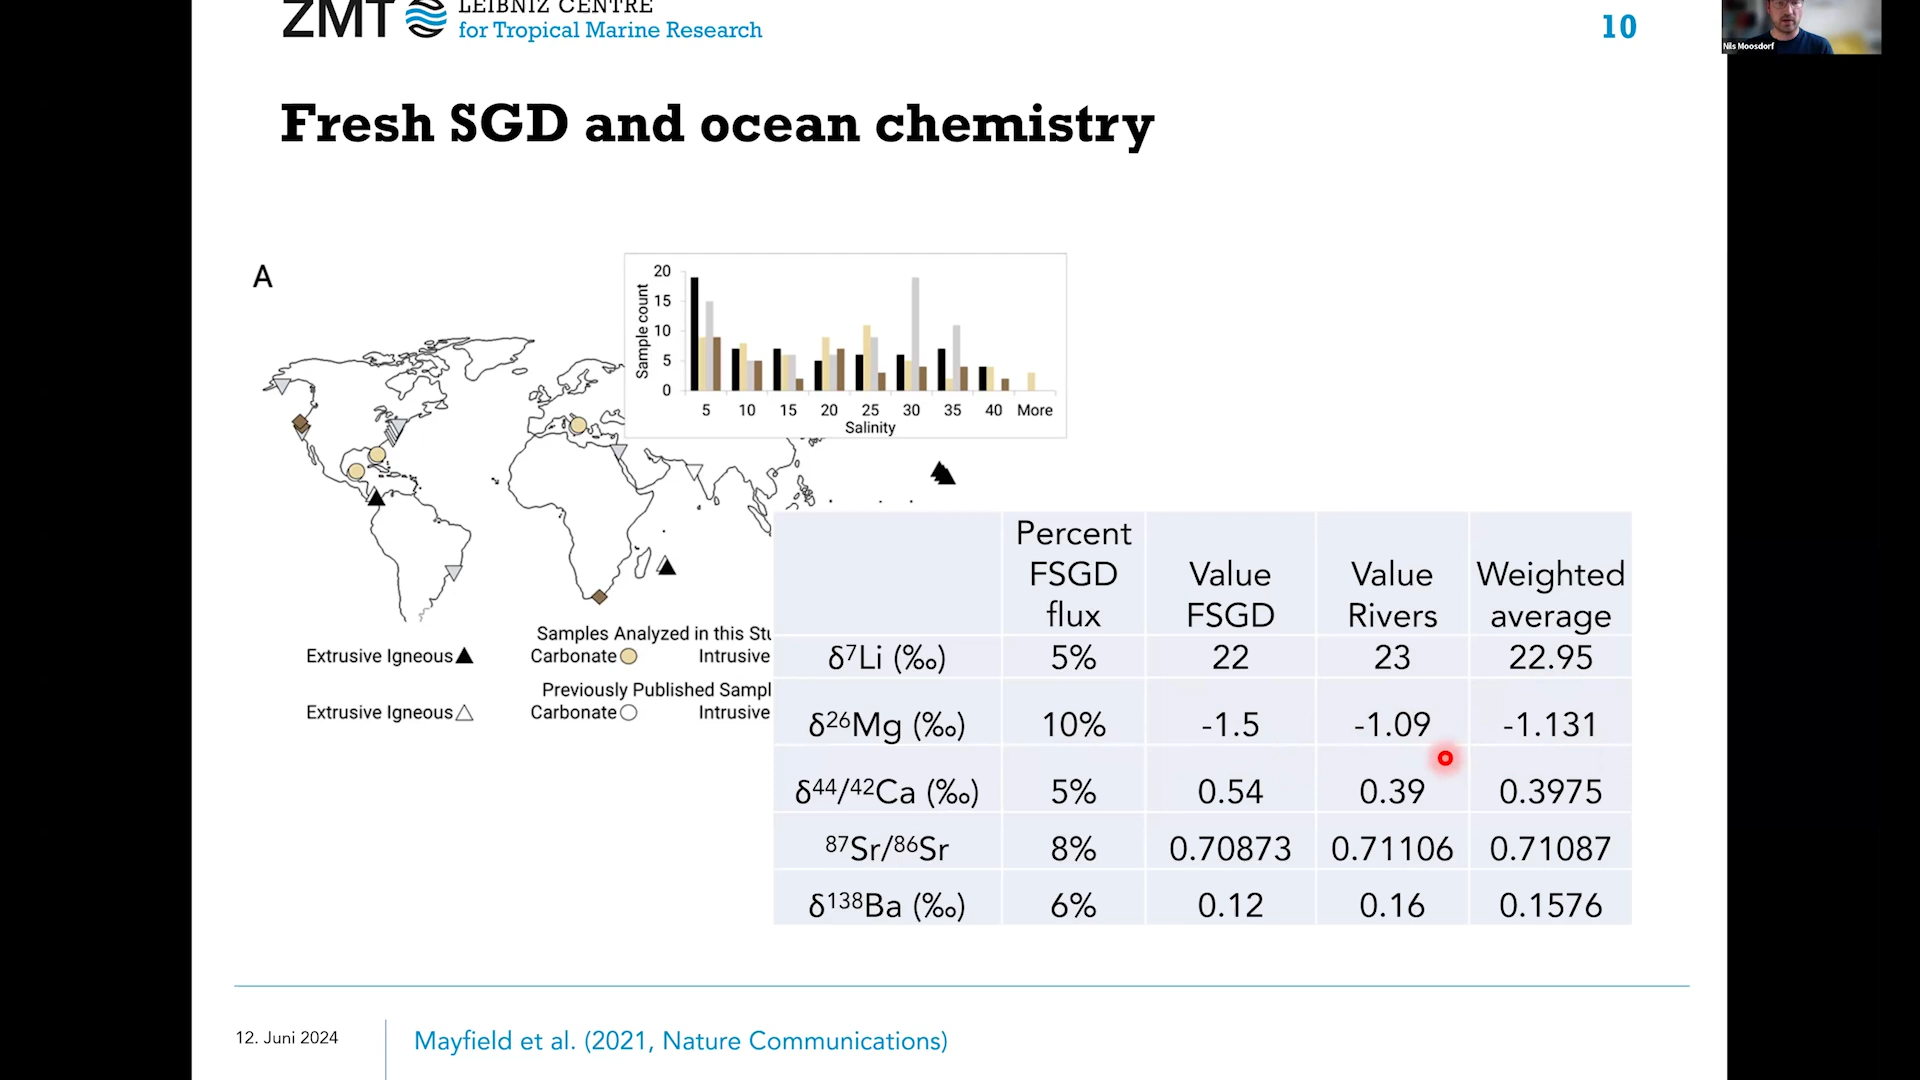 ZMT LEIBNIZ CENTRE
for Tropical Marine Research
10
Nils Moosdorf
Fresh SGD and ocean chemistry
A
Sample count
20
15
10
5
0
5 10 15 20 25 30 35 40 More
Salinity
Samples Analyzed in this Stu
Extrusive Igneous Carbonate Intrusive
Previously Published Sampl
Extrusive Igneous Carbonate Intrusive
Percent FSGD flux Value FSGD Value Rivers Weighted average
δ⁷Li (‰) 5% 22 23 22.95
δ²⁶Mg (‰) 10% -1.5 -1.09 -1.131
δ⁴⁴/⁴²Ca (‰) 5% 0.54 0.39 0.3975
⁸⁷Sr/⁸⁶Sr 8% 0.70873 0.71106 0.71087
δ¹³⁸Ba (‰) 6% 0.12 0.16 0.1576
12. Juni 2024
Mayfield et al. (2021, Nature Communications)